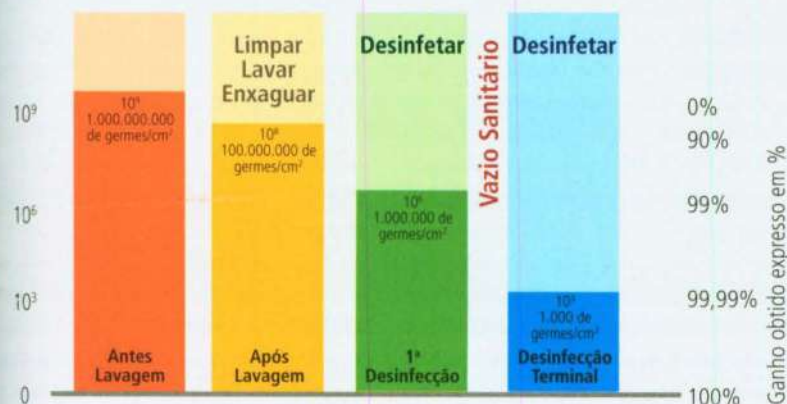 10⁹
10⁶
10³
0
10⁹
1.000.000.000
de germes/cm²
Antes
Lavagem
Limpar
Lavar
Enxaguar
10⁸
100.000.000 de
germes/cm²
Após
Lavagem
Desinfetar
10⁶
1.000.000 de
germes/cm²
1ª
Desinfecção
Vazio Sanitário
Desinfetar
10³
1.000 de
germes/cm²
Desinfecção
Terminal
0%
90%
99%
99,99%
100%
Ganho obtido expresso em %